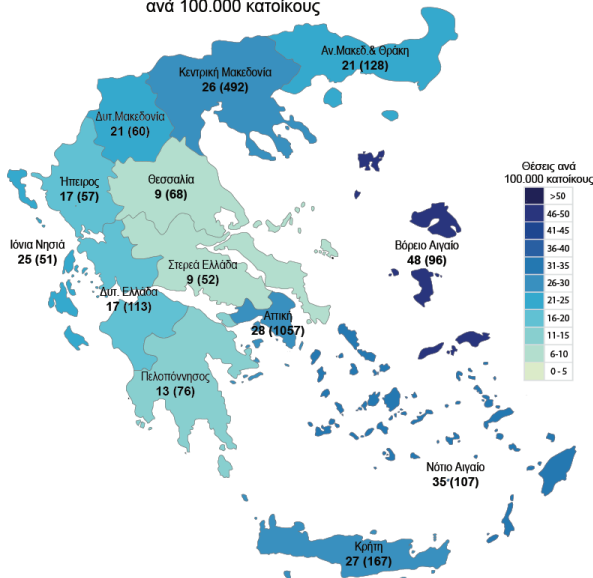 ανά 100.000 κατοίκους
Αν.Μακεδ.& Θράκη
21 (128)
Κεντρική Μακεδονία
26 (492)
Δυτ.Μακεδονία
21 (60)
Ήπειρος
17 (57)
Θεσσαλία
9 (68)
Ιόνια Νησιά
25 (51)
Στερεά Ελλάδα
9 (52)
Δυτ. Ελλάδα
17 (113)
Αττική
28 (1057)
Πελοπόννησος
13 (76)
Βόρειο Αιγαίο
48 (96)
Νότιο Αιγαίο
35 (107)
Κρήτη
27 (167)
Θέσεις ανά
100.000 κατοίκους
>50
46-50
41-45
36-40
31-35
26-30
21-25
16-20
11-15
6-10
0 - 5